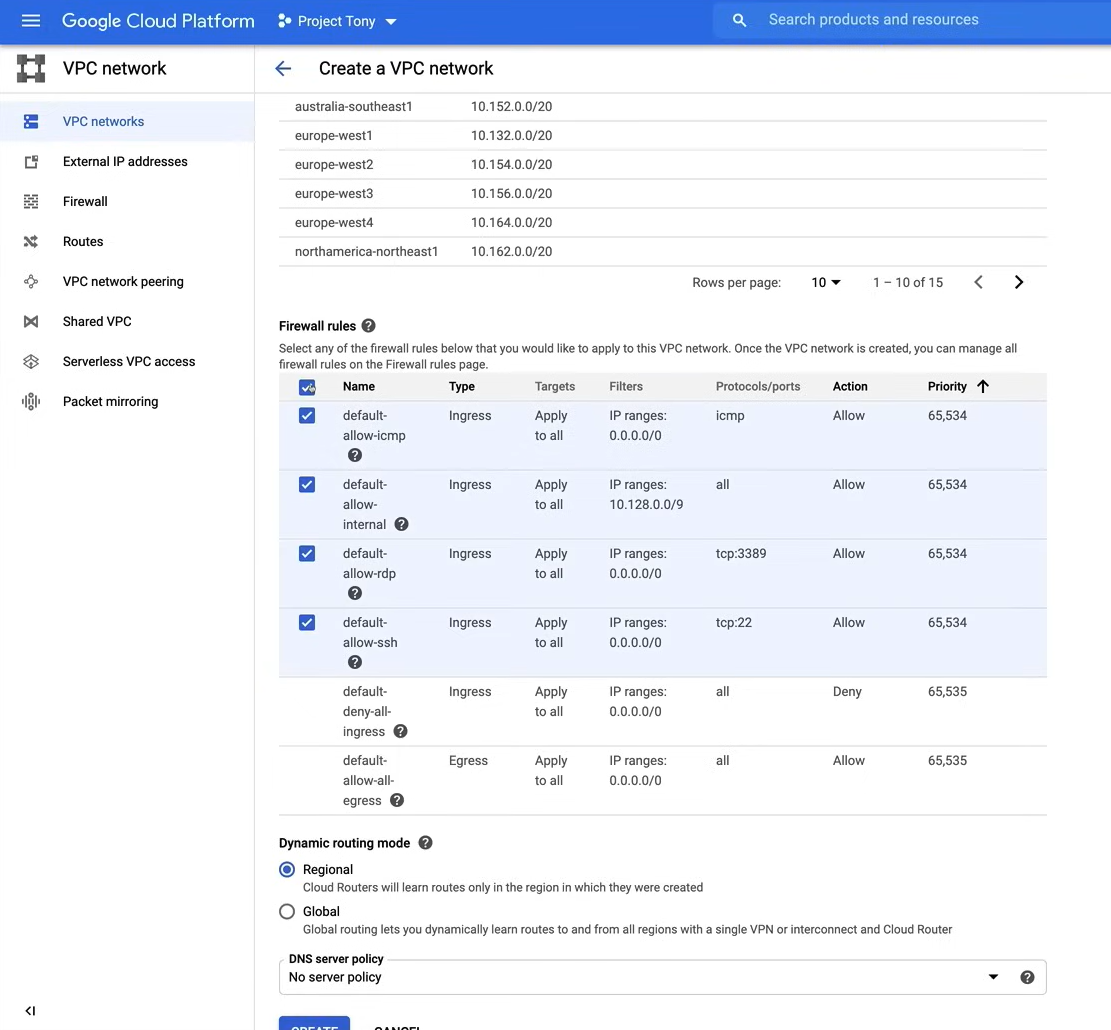 Google Cloud Platform
Project Tony
Search products and resources
VPC network
Create a VPC network
VPC networks
External IP addresses
Firewall
Routes
VPC network peering
Shared VPC
Serverless VPC access
Packet mirroring
australia-southeast1 10.152.0.0/20
europe-west1 10.132.0.0/20
europe-west2 10.154.0.0/20
europe-west3 10.156.0.0/20
europe-west4 10.164.0.0/20
northamerica-northeast1 10.162.0.0/20
Rows per page: 10 1 – 10 of 15
Firewall rules
Select any of the firewall rules below that you would like to apply to this VPC network. Once the VPC network is created, you can manage all
firewall rules on the Firewall rules page.
Name Type Targets Filters Protocols/ports Action Priority
default- Ingress Apply IP ranges: icmp Allow 65,534
allow-icmp to all 0.0.0.0/0
default- Ingress Apply IP ranges: all Allow 65,534
allow- to all 10.128.0.0/9
internal
default- Ingress Apply IP ranges: tcp:3389 Allow 65,534
allow-rdp to all 0.0.0.0/0
default- Ingress Apply IP ranges: tcp:22 Allow 65,534
allow-ssh to all 0.0.0.0/0
default- Ingress Apply IP ranges: all Deny 65,535
deny-all- to all 0.0.0.0/0
ingress
default- Egress Apply IP ranges: all Allow 65,535
allow-all- to all 0.0.0.0/0
egress
Dynamic routing mode
Regional
Cloud Routers will learn routes only in the region in which they were created
Global
Global routing lets you dynamically learn routes to and from all regions with a single VPN or interconnect and Cloud Router
DNS server policy
No server policy
CREATE CANCEL